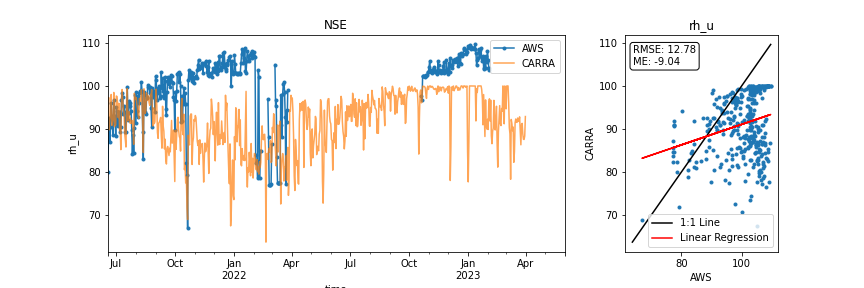 NSE
rh_u
110
100
90
80
70
rh_u
AWS
CARRA
Jul
Oct
Jan
2022
Apr
Jul
Oct
Jan
2023
Apr
rh_u
110
100
90
80
70
CARRA
RMSE: 12.78
ME: -9.04
1:1 Line
Linear Regression
80
100
AWS